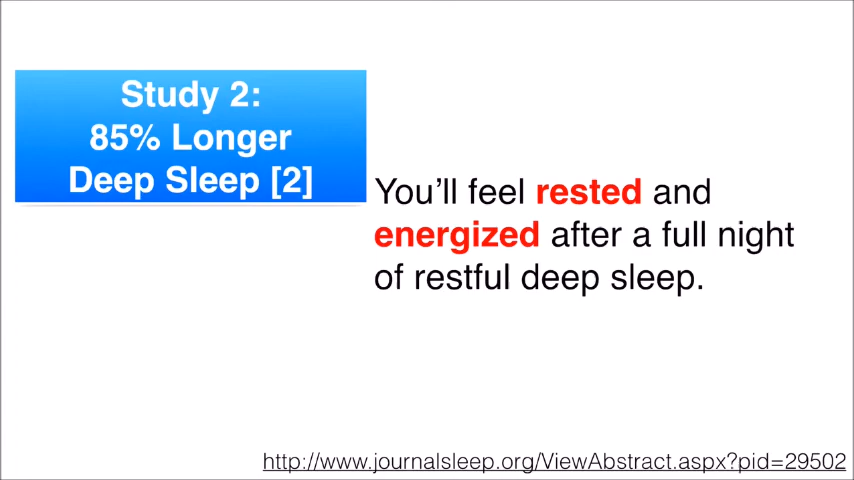 Study 2:
85% Longer
Deep Sleep [2]
You'll feel rested and
energized after a full night
of restful deep sleep.
http://www.journalsleep.org/ViewAbstract.aspx?pid=29502